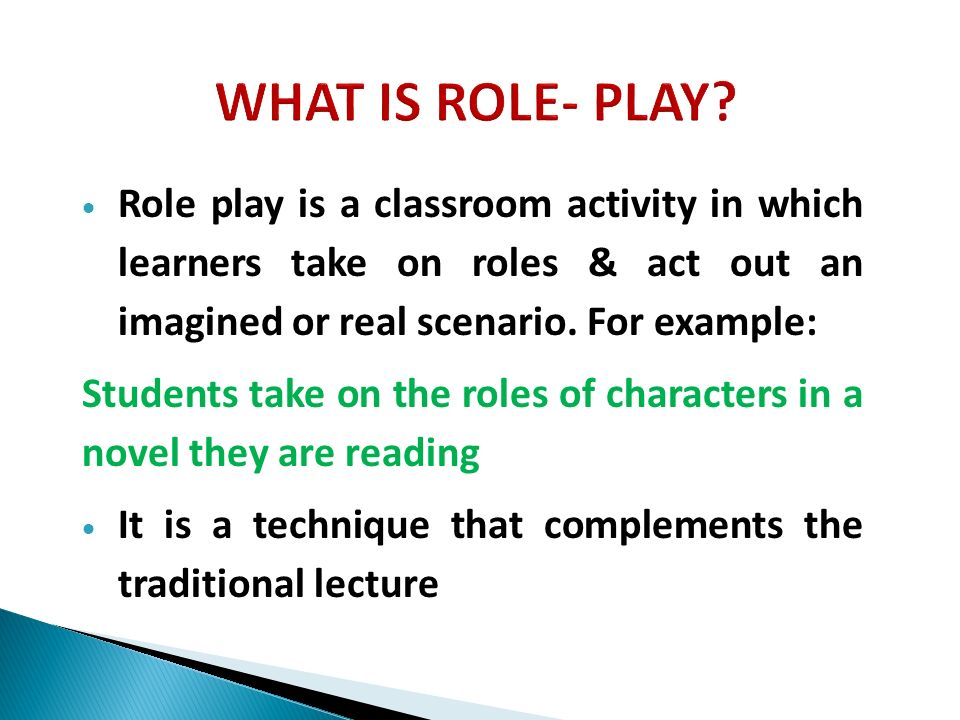 WHAT IS ROLE- PLAY?
• Role play is a classroom activity in which
learners take on roles & act out an
imagined or real scenario. For example:
Students take on the roles of characters in a
novel they are reading
• It is a technique that complements the
traditional lecture